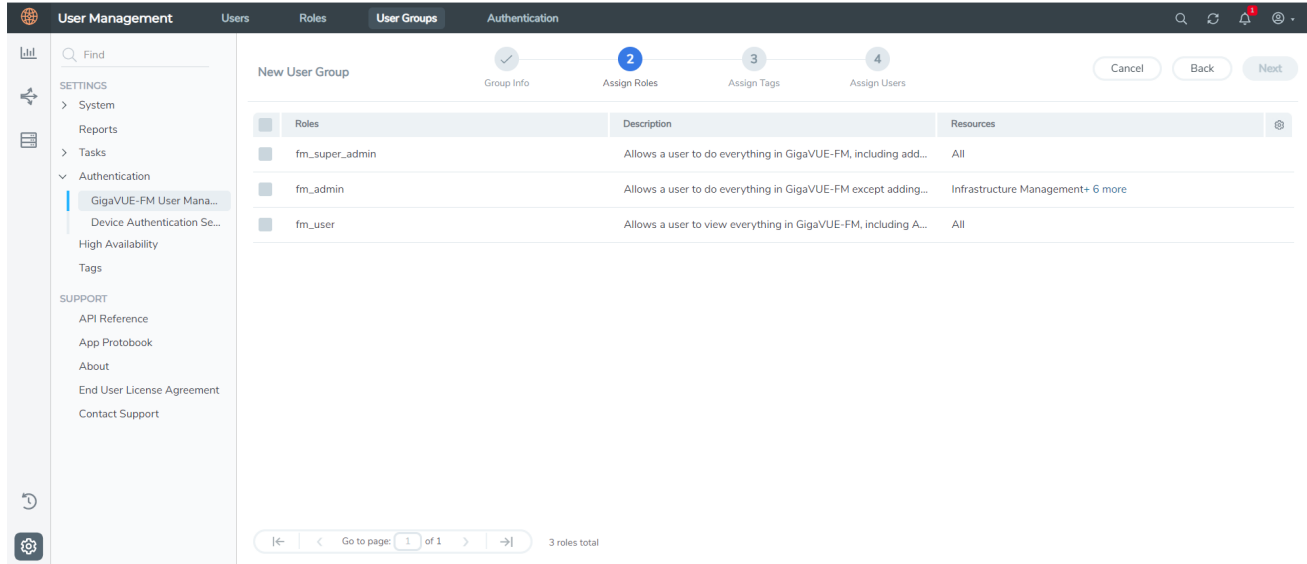 User Management Users Roles User Groups Authentication 1
Find
SETTINGS
System
Reports
Tasks
Authentication
GigaVUE-FM User Mana...
Device Authentication Se...
High Availability
Tags
SUPPORT
API Reference
App Protobook
About
End User License Agreement
Contact Support
New User Group
Group Info
2 Assign Roles
3 Assign Tags
4 Assign Users
Cancel Back Next
Roles Description Resources
fm_super_admin Allows a user to do everything in GigaVUE-FM, including add... All
fm_admin Allows a user to do everything in GigaVUE-FM except adding... Infrastructure Management+ 6 more
fm_user Allows a user to view everything in GigaVUE-FM, including A... All
Go to page: 1 of 1 3 roles total